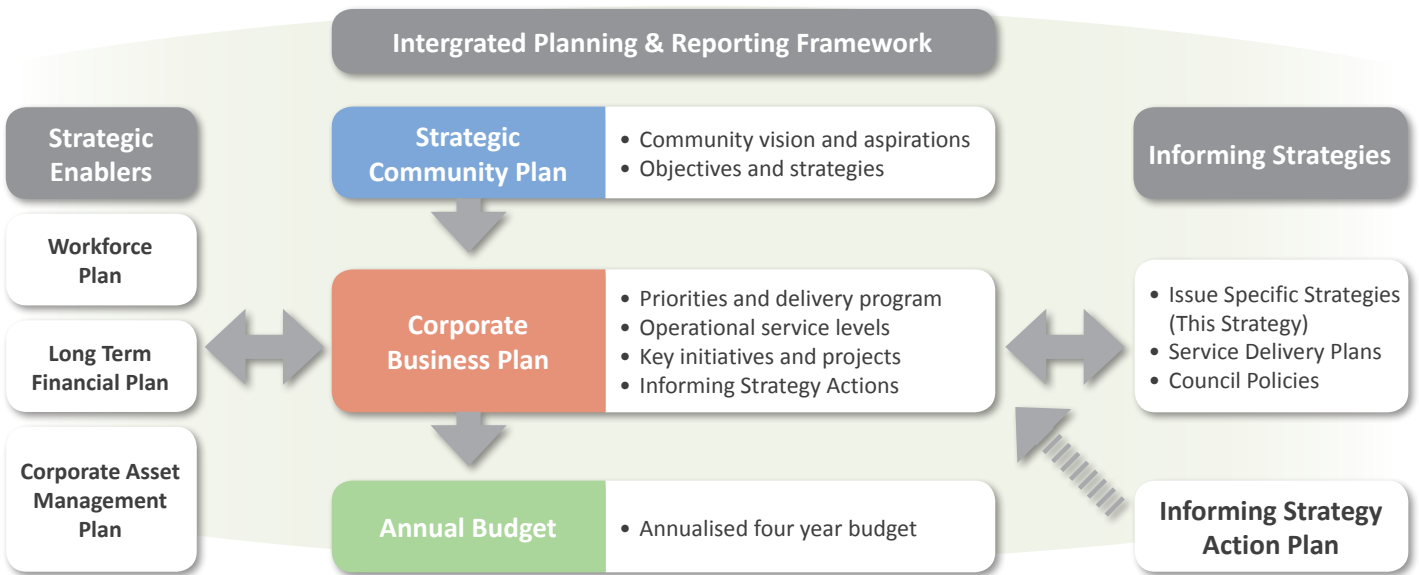 Intergrated Planning & Reporting Framework
Strategic
Enablers
Workforce
Plan
Long Term
Financial Plan
Corporate Asset
Management
Plan
Strategic
Community Plan
• Community vision and aspirations
• Objectives and strategies
Corporate
Business Plan
• Priorities and delivery program
• Operational service levels
• Key initiatives and projects
• Informing Strategy Actions
Annual Budget
• Annualised four year budget
Informing Strategies
• Issue Specific Strategies
(This Strategy)
• Service Delivery Plans
• Council Policies
Informing Strategy
Action Plan